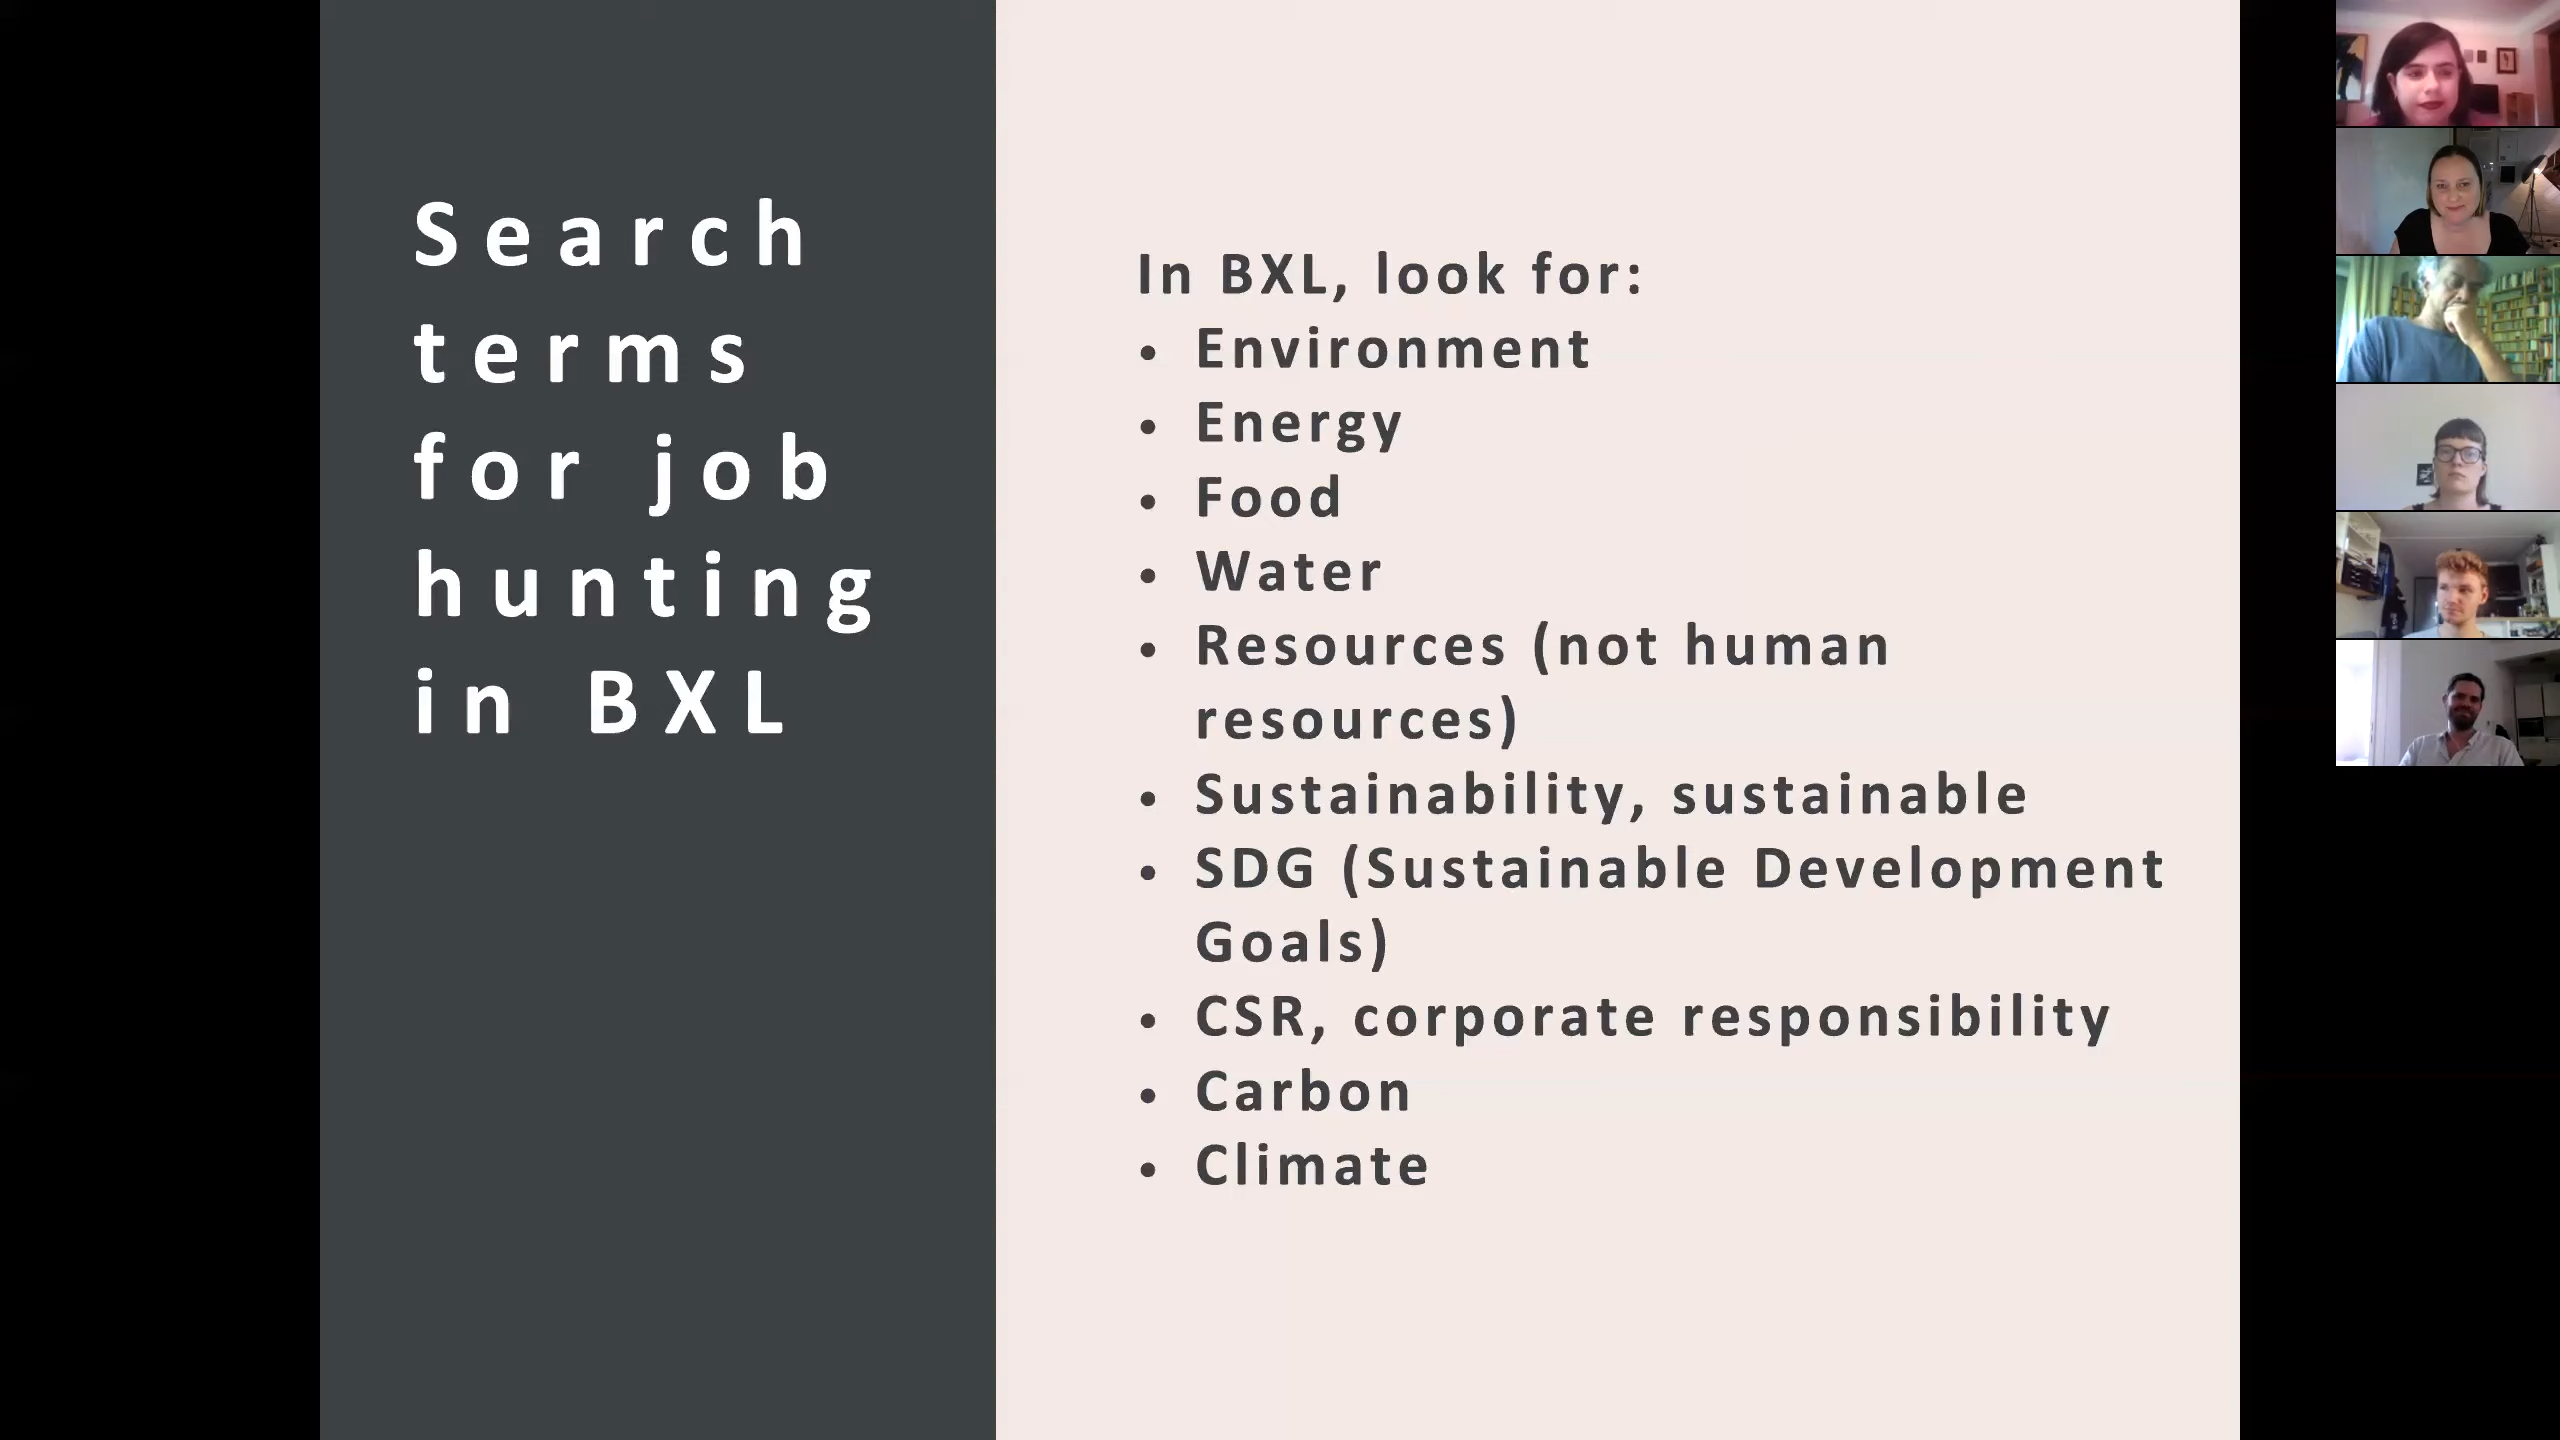 Search
terms
for job
hunting
in BXL
In BXL, look for:
• Environment
• Energy
• Food
• Water
• Resources (not human
resources)
• Sustainability, sustainable
• SDG (Sustainable Development
Goals)
• CSR, corporate responsibility
• Carbon
• Climate